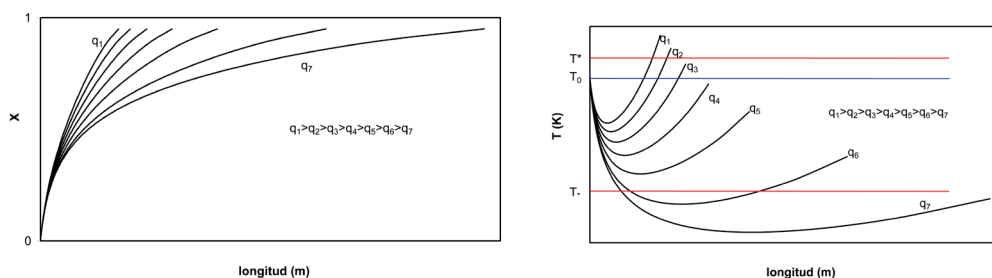 1
q1
q7
X
q1>q2>q3>q4>q5>q6>q7
0
longitud (m)
q1
q2
T*
q3
T0
q4
q5
q1>q2>q3>q4>q5>q6>q7
T (K)
q6
T*
q7
longitud (m)